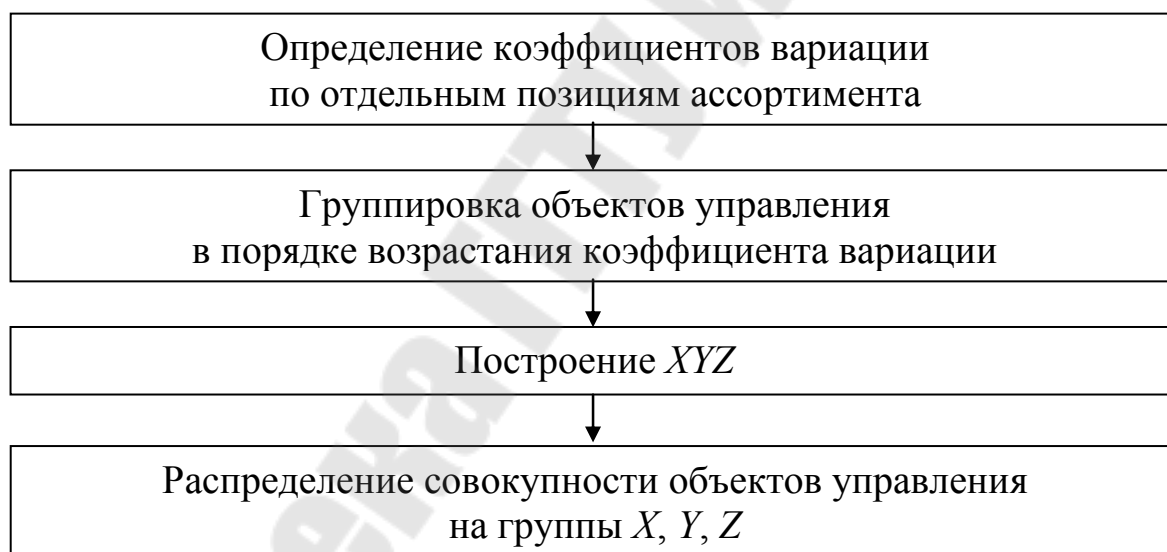 Определение коэффициентов вариации
по отдельным позициям ассортимента
Группировка объектов управления
в порядке возрастания коэффициента вариации
Построение XYZ
Распределение совокупности объектов управления
на группы X, Y, Z